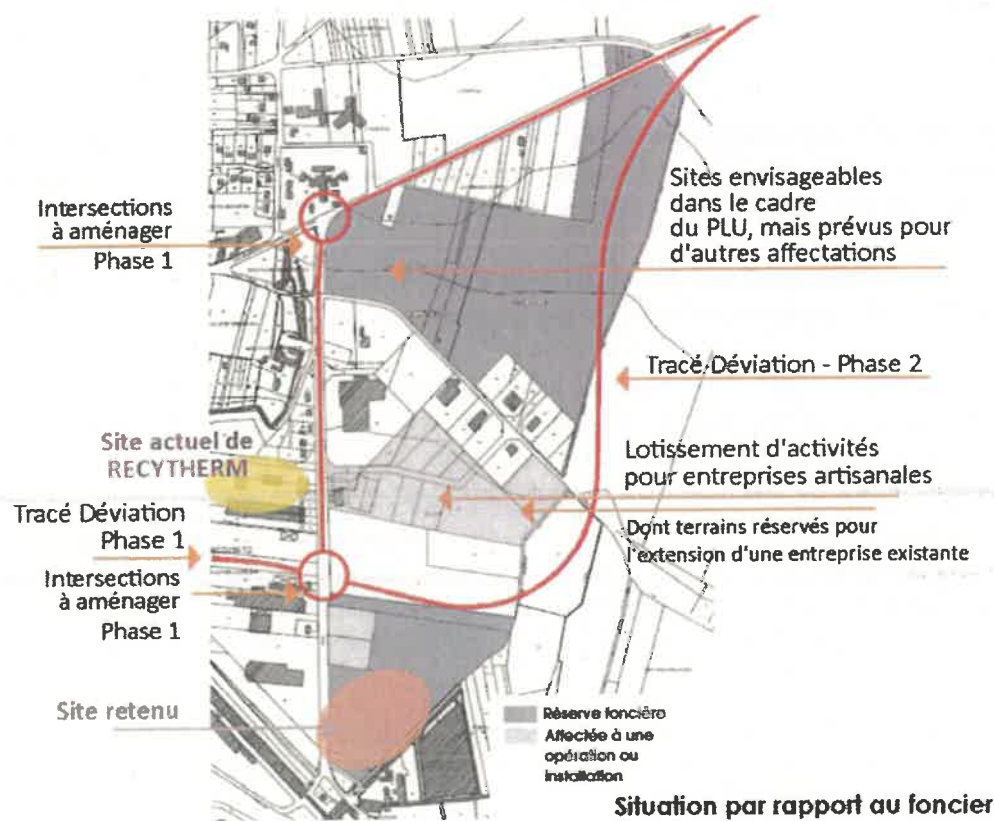 Intersections
à aménager
Phase 1
Sites envisageables
dans le cadre
du PLU, mais prévus pour
d'autres affectations
Tracé Déviation - Phase 2
Site actuel de
RECYTHERM
Lotissement d'activités
pour entreprises artisanales
Dont terrains réservés pour
l'extension d'une entreprise existante
Tracé Déviation
Phase 1
Intersections
à aménager
Phase 1
Site retenu
Réserve foncière
Affectée à une
opération ou
installation
Situation par rapport au foncier